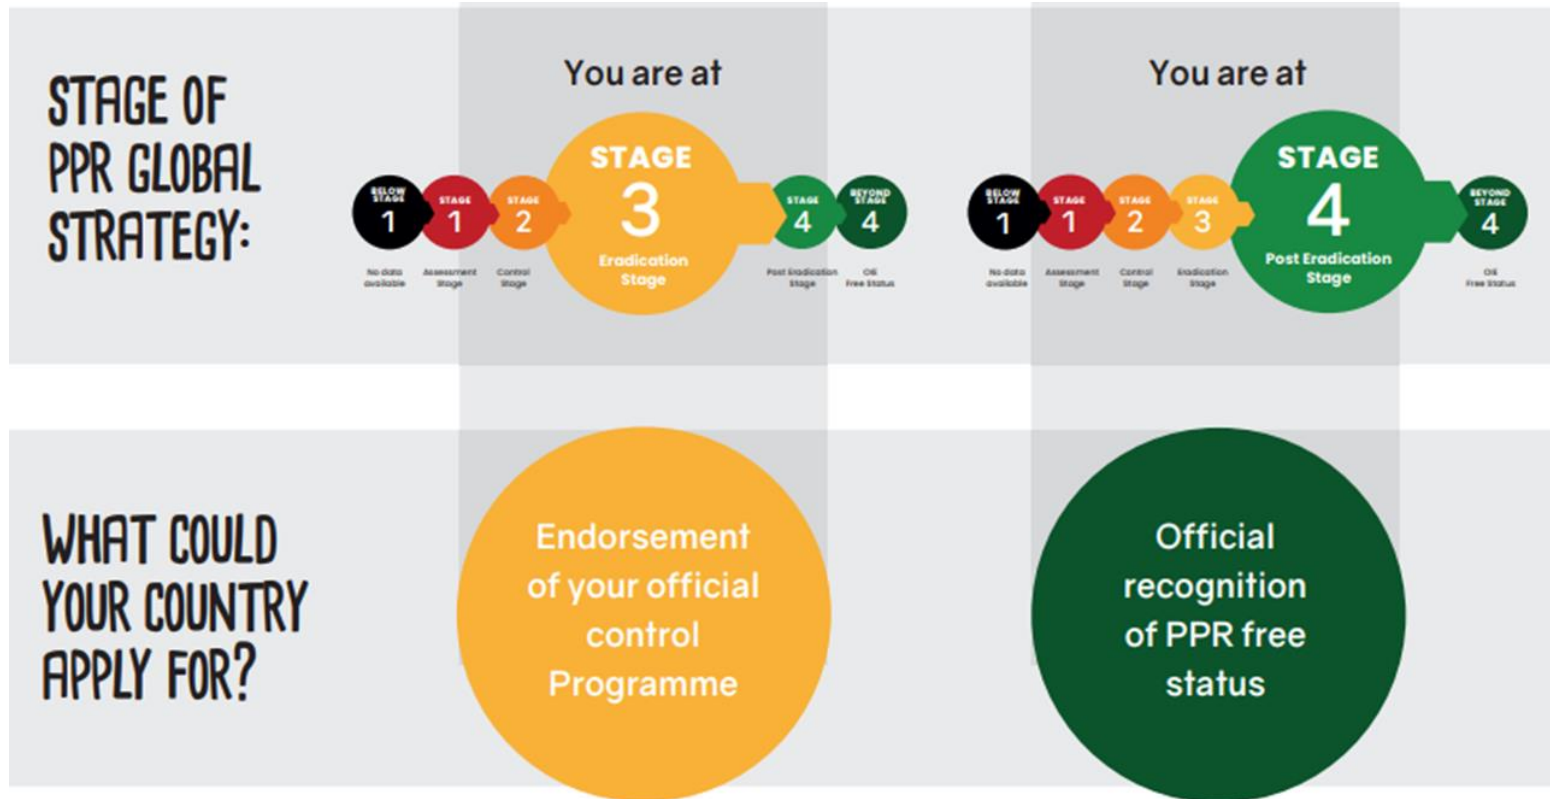 STAGE OF
PPR GLOBAL
STRATEGY:
You are at
BELOW
STAGE
1
No data
available
STAGE
1
Assessment
Stage
STAGE
2
Control
Stage
STAGE
3
Eradication
Stage
STAGE
4
Post Eradication
Stage
BEYOND
STAGE
4
OIE
Free Status
You are at
BELOW
STAGE
1
No data
available
STAGE
1
Assessment
Stage
STAGE
2
Control
Stage
STAGE
3
Eradication
Stage
STAGE
4
Post Eradication
Stage
BEYOND
STAGE
4
OIE
Free Status
WHAT COULD
YOUR COUNTRY
APPLY FOR?
Endorsement
of your official
control
Programme
Official
recognition
of PPR free
status